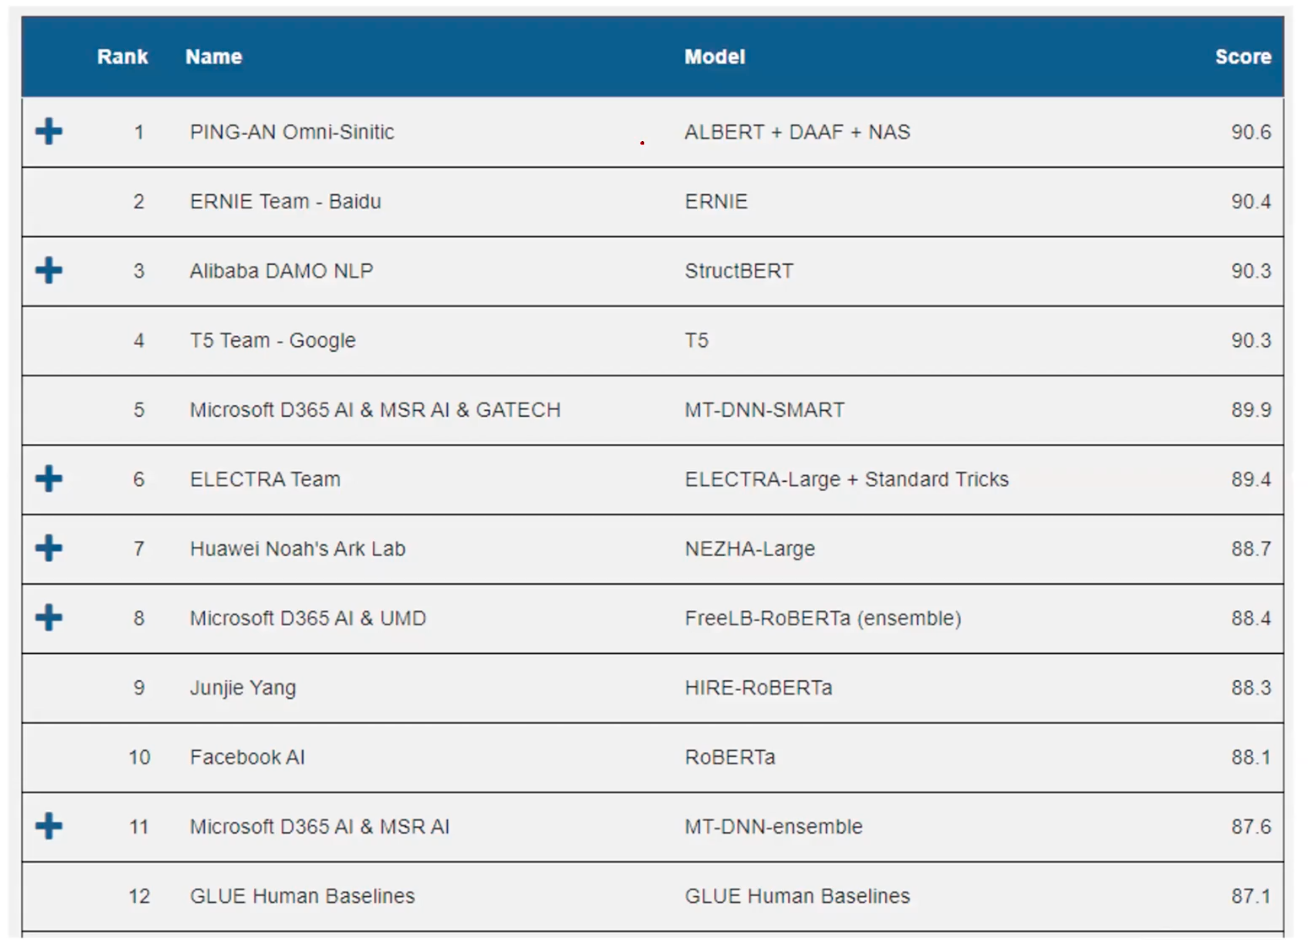 Rank Name Model Score
1 PING-AN Omni-Sinitic ALBERT + DAAF + NAS 90.6
2 ERNIE Team - Baidu ERNIE 90.4
3 Alibaba DAMO NLP StructBERT 90.3
4 T5 Team - Google T5 90.3
5 Microsoft D365 AI & MSR AI & GATECH MT-DNN-SMART 89.9
6 ELECTRA Team ELECTRA-Large + Standard Tricks 89.4
7 Huawei Noah's Ark Lab NEZHA-Large 88.7
8 Microsoft D365 AI & UMD FreeLB-RoBERTa (ensemble) 88.4
9 Junjie Yang HIRE-RoBERTa 88.3
10 Facebook AI RoBERTa 88.1
11 Microsoft D365 AI & MSR AI MT-DNN-ensemble 87.6
12 GLUE Human Baselines GLUE Human Baselines 87.1